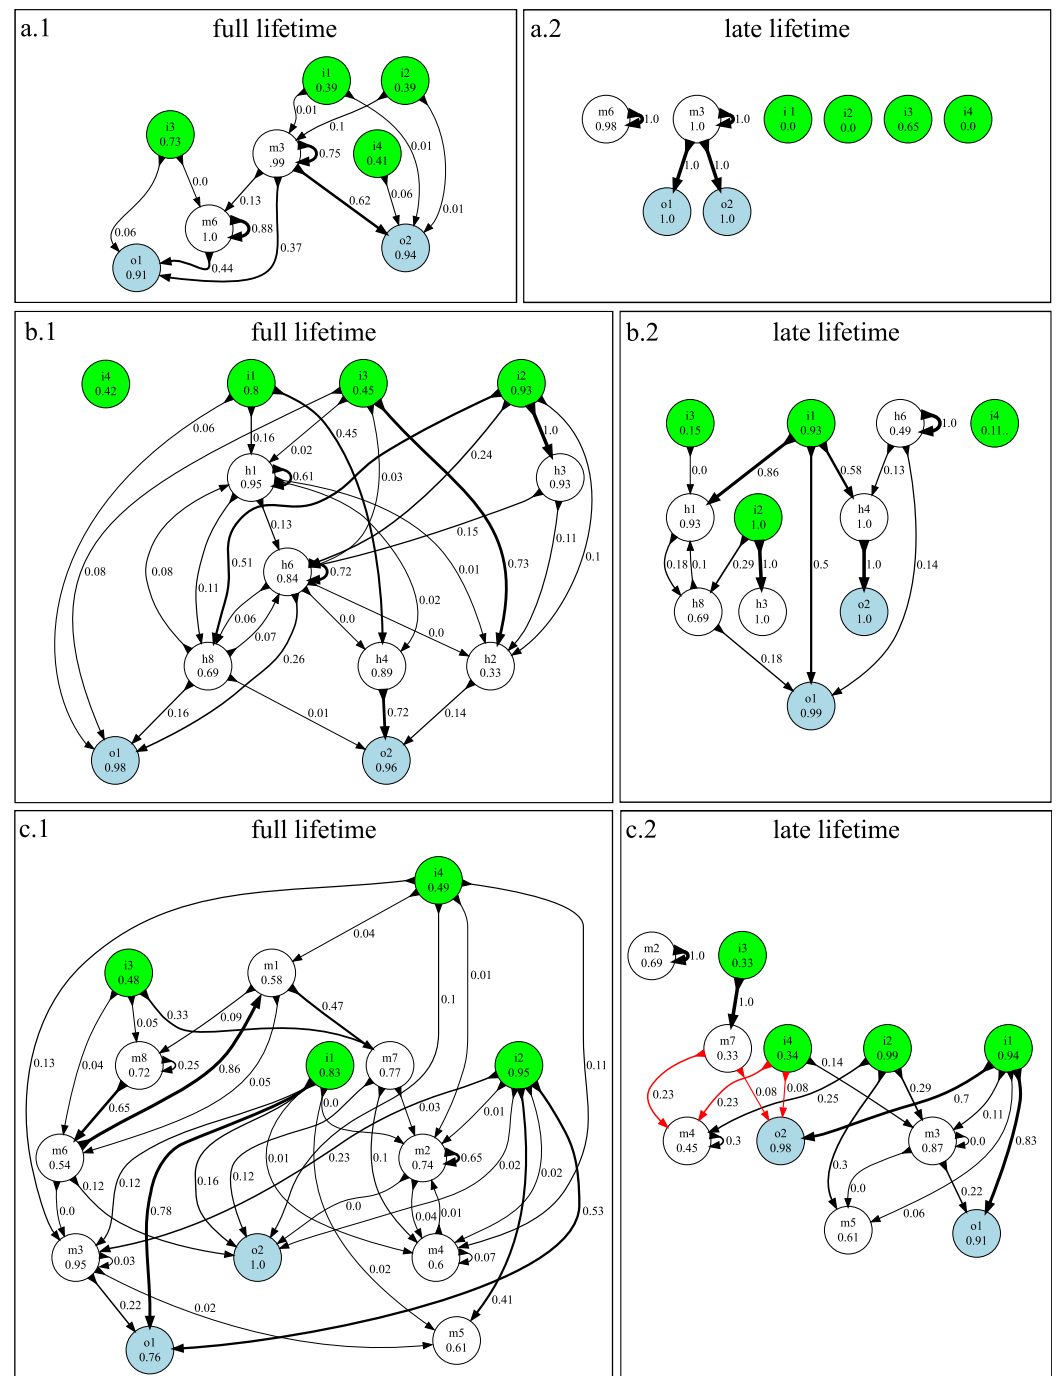 a.1 full lifetime
i1
0.39
i2
0.39
i3
0.73
0.01
0.1
m3
.99
0.75
i4
0.41
0.01
0.0
0.13
0.62
0.06
0.01
m6
1.0
0.88
0.06
0.37
o2
0.94
o1
0.91
0.44
a.2 late lifetime
m6
0.98
1.0
m3
1.0
1.0
i 1
0.0
i2
0.0
i3
0.65
i4
0.0
1.0
1.0
o1
1.0
o2
1.0
b.1 full lifetime
i4
0.42
i1
0.8
i3
0.45
i2
0.93
0.06
0.16
0.02
0.45
1.0
0.24
h1
0.95
0.61
0.03
h3
0.93
0.13
0.15
0.11
0.08
0.08
0.11
0.51
h6
0.84
0.72
0.01
0.73
0.1
0.02
0.06
0.07
0.0
0.0
h8
0.69
0.26
h4
0.89
h2
0.33
0.16
0.01
0.72
0.14
o1
0.98
o2
0.96
b.2 late lifetime
i3
0.15
i1
0.93
h6
0.49
1.0
i4
0.11..
0.0
0.86
0.58
0.13
h1
0.93
i2
1.0
h4
1.0
0.18
0.1
0.29
1.0
0.5
1.0
0.14
h8
0.69
h3
1.0
o2
1.0
0.18
o1
0.99
c.1 full lifetime
i4
0.49
0.04
i3
0.48
m1
0.58
0.01
0.33
0.47
0.1
0.05
0.09
0.13
0.04
m8
0.72
0.25
0.86
0.05
i1
0.83
m7
0.77
i2
0.95
0.11
0.65
0.0
0.03
0.01
m6
0.54
0.23
0.01
0.1
m2
0.74
0.65
0.02
0.02
0.12
0.12
0.16
0.12
0.78
0.0
0.0
0.04
0.01
0.53
m3
0.95
0.03
o2
1.0
m4
0.6
0.07
0.02
0.22
0.02
0.41
o1
0.76
m5
0.61
c.2 late lifetime
m2
0.69
1.0
i3
0.33
1.0
m7
0.33
i4
0.34
i2
0.99
i1
0.94
0.14
0.23
0.23
0.08
0.08
0.25
0.29
0.7
0.11
m4
0.45
0.3
o2
0.98
m3
0.87
0.0
0.83
0.3
0.0
0.22
0.06
m5
0.61
o1
0.91